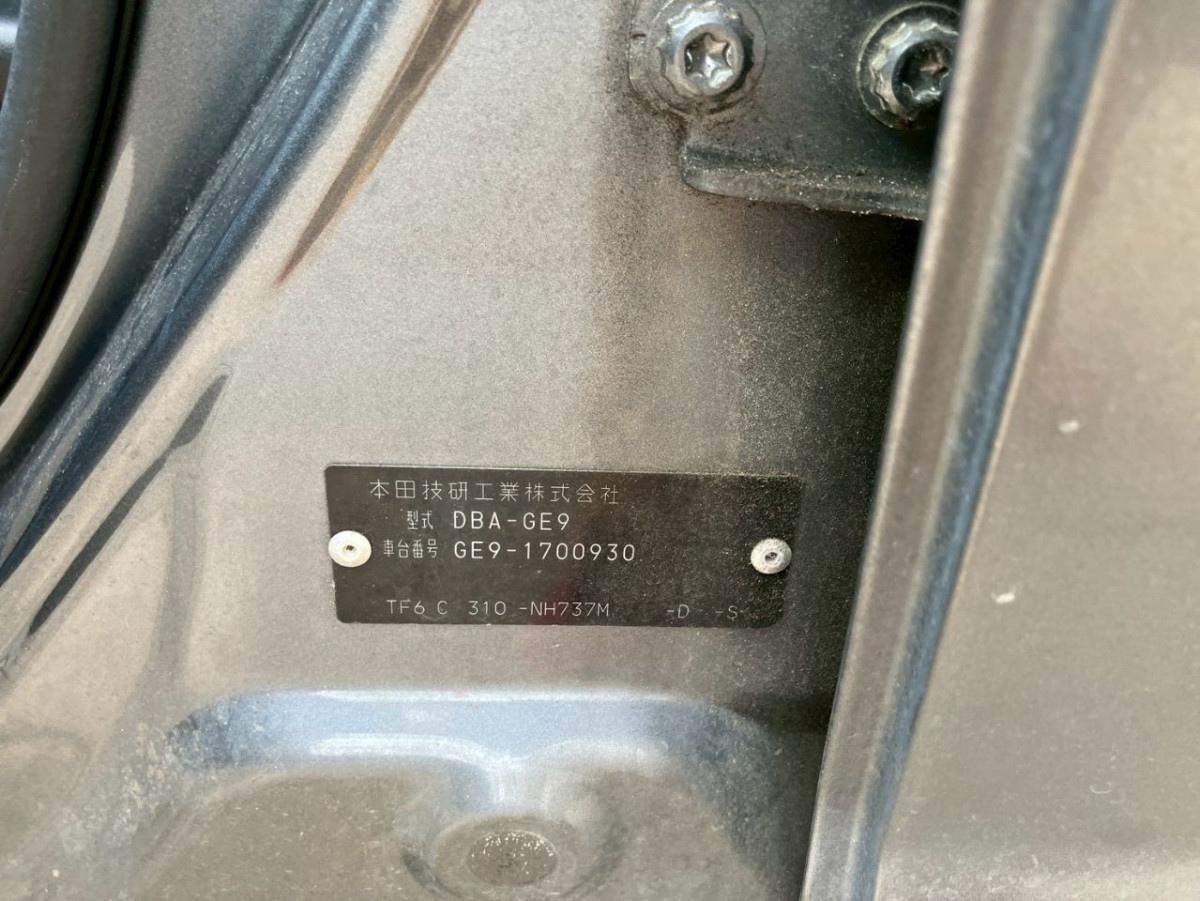 本田技研工業株式会社
型式 DBA-GE9
車台番号 GE9-1700930
TF6 C 310 -NH737M -D -S-